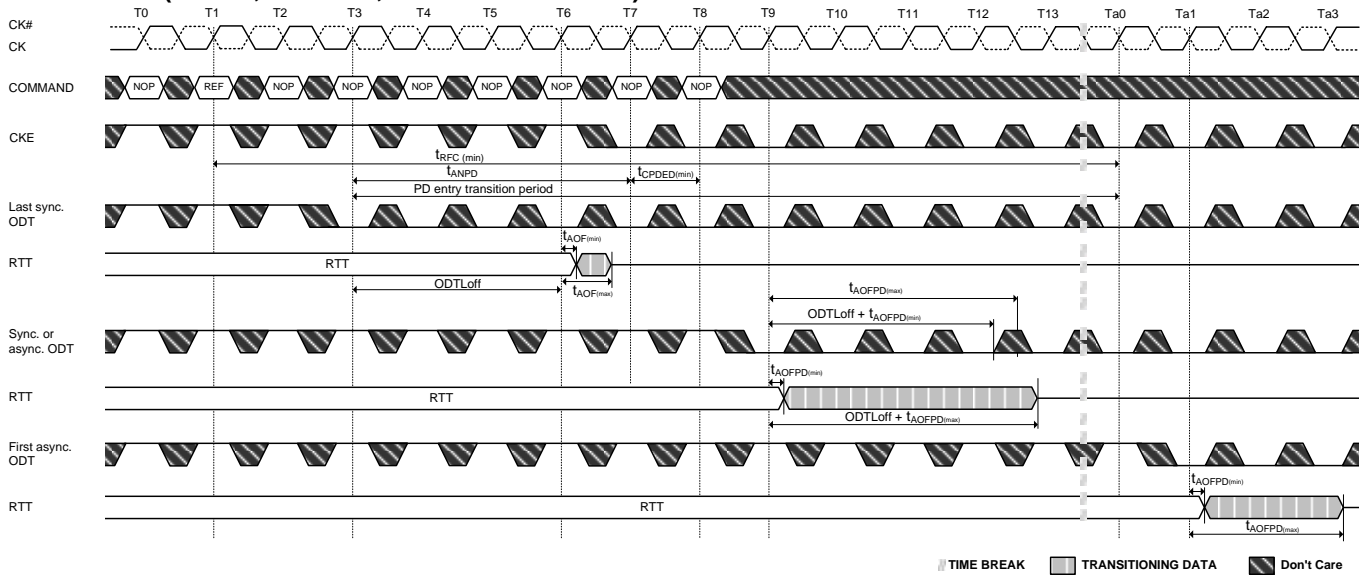 CK#
CK
T0 T1 T2 T3 T4 T5 T6 T7 T8 T9 T10 T11 T12 T13 Ta0 Ta1 Ta2 Ta3
COMMAND
NOP REF NOP NOP NOP NOP NOP NOP NOP
CKE
tRFC (min)
tANPD tCPDED(min)
PD entry transition period
Last sync.
ODT
tAOF(min)
RTT
RTT
ODTLoff
tAOF(max)
tAOFPD(max)
ODTLoff + tAOFPD(min)
Sync. or
async. ODT
tAOFPD(min)
RTT
RTT
ODTLoff + tAOFPD(max)
First async.
ODT
tAOFPD(min)
RTT
RTT
tAOFPD(max)
TIME BREAK TRANSITIONING DATA Don't Care